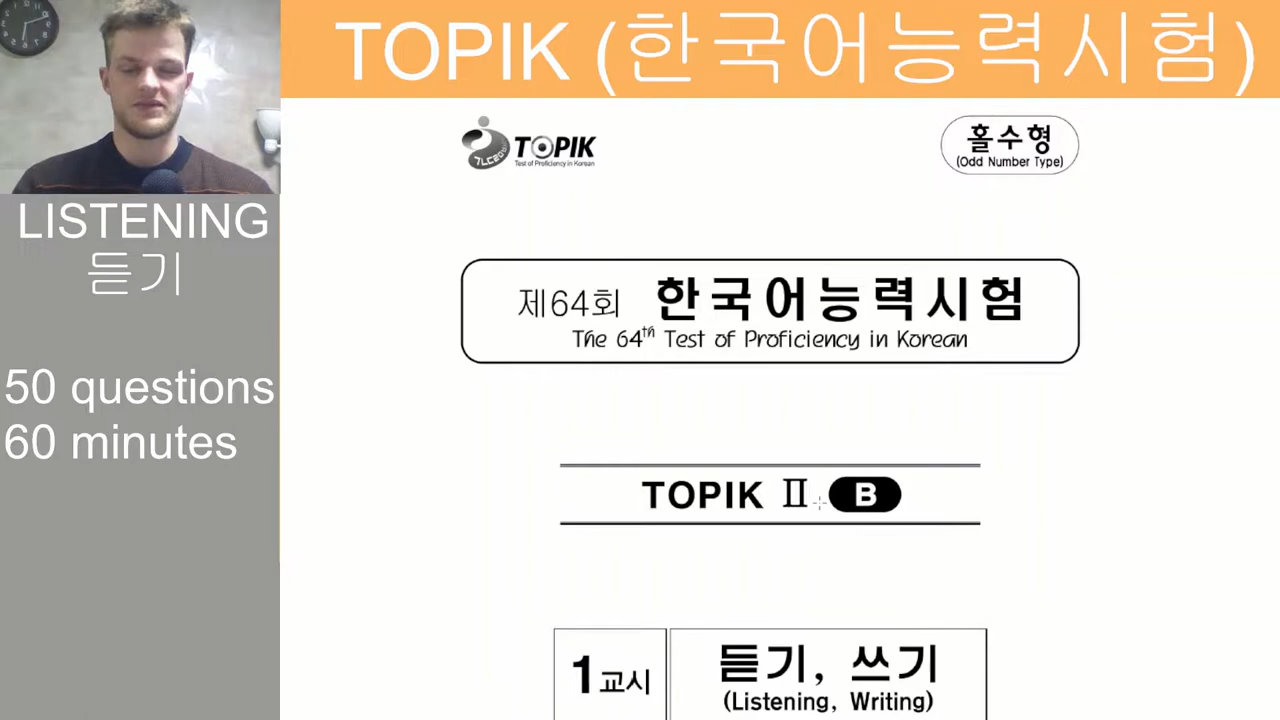 TOPIK (한국어능력시험)
LISTENING
듣기
50 questions
60 minutes
TOPIK
Test of Proficiency in Korean
홀수형
(Odd Number Type)
제64회 한국어능력시험
The 64th Test of Proficiency in Korean
TOPIK Ⅱ B
1교시
듣기, 쓰기
(Listening, Writing)